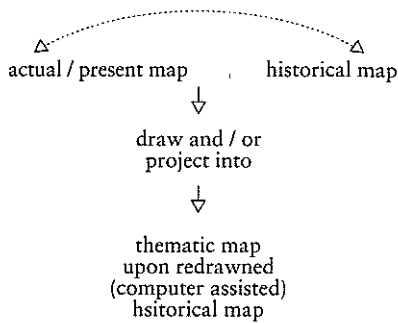 actual / present map historical map
draw and / or
project into
thematic map
upon redrawned
(computer assisted)
hsitorical map